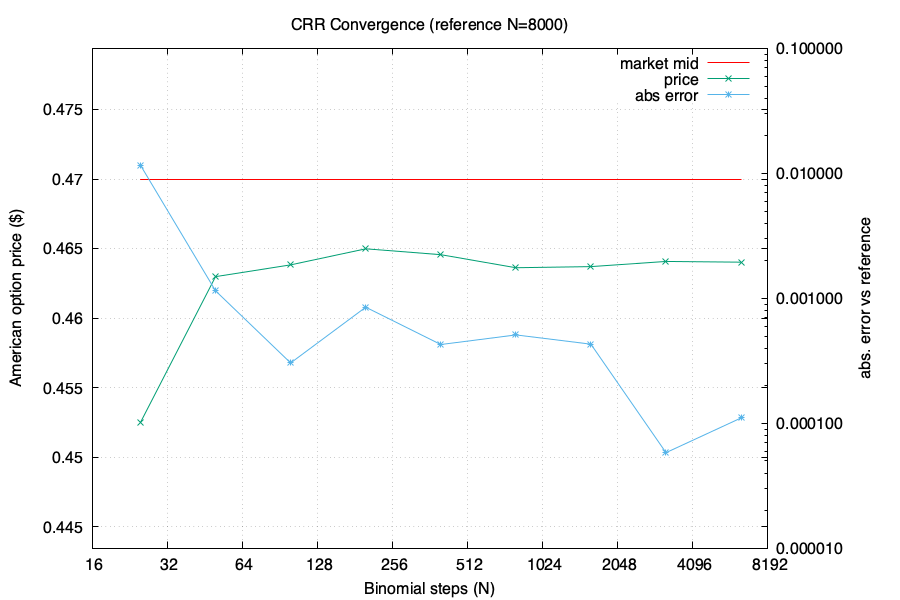 CRR Convergence (reference N=8000)
market mid
price
abs error
0.475
0.47
0.465
0.46
0.455
0.45
0.445
American option price ($)
0.100000
0.010000
0.001000
0.000100
0.000010
abs. error vs reference
16 32 64 128 256 512 1024 2048 4096 8192
Binomial steps (N)